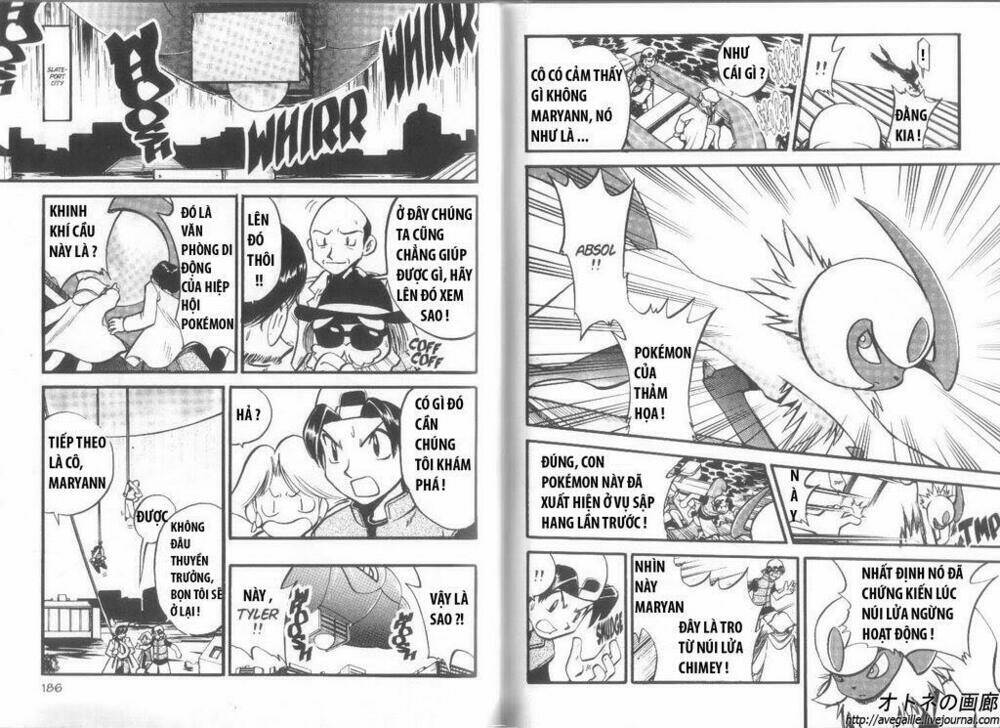 SLATE-
PORT
CITY
WHOOSH
WHIRR
WHIRR
KHINH
KHÍ CẦU
NÀY LÀ ?
ĐÓ LÀ
VĂN
PHÒNG DI
ĐỘNG
CỦA HIỆP
HỘI
POKÉMON
LÊN
ĐÓ
THÔI
!!
Ở ĐÂY CHÚNG
TA CŨNG
CHẲNG GIÚP
ĐƯỢC GÌ, HÃY
LÊN ĐÓ XEM
SAO !
COFF
COFF
TIẾP THEO
LÀ CÔ,
MARYANN
ĐƯỢC
KHÔNG
ĐÂU
THUYỀN
TRƯỞNG,
BỌN TÔI SẼ
Ở LẠI !
HẢ ?
CÓ GÌ ĐÓ
CẦN
CHÚNG
TÔI KHÁM
PHÁ !
NÀY ,
TYLER
!!
WHOOSH
WHOOSH
VẬY LÀ
SAO ?!
186
CÔ CÓ CẢM THẤY
GÌ KHÔNG
MARYANN, NÓ
NHƯ LÀ ...
NHƯ
CÁI GÌ ?
!!
!
ĐẰNG
KIA !
ABSOL
!!
POKÉMON
CỦA
THẢM
HỌA !
ĐÚNG, CON
POKÉMON NÀY ĐÃ
XUẤT HIỆN Ở VỤ SẬP
HANG LẦN TRƯỚC !
NÀY
TMP
!!
SMUDGE
NHÌN
NÀY
MARYAN
ĐÂY LÀ TRO
TỪ NÚI LỬA
CHIMEY !
NHẤT ĐỊNH NÓ ĐÃ
CHỨNG KIẾN LÚC
NÚI LỬA NGỪNG
HOẠT ĐỘNG !
オトネの画廊
http://avegaille.livejournal.com/